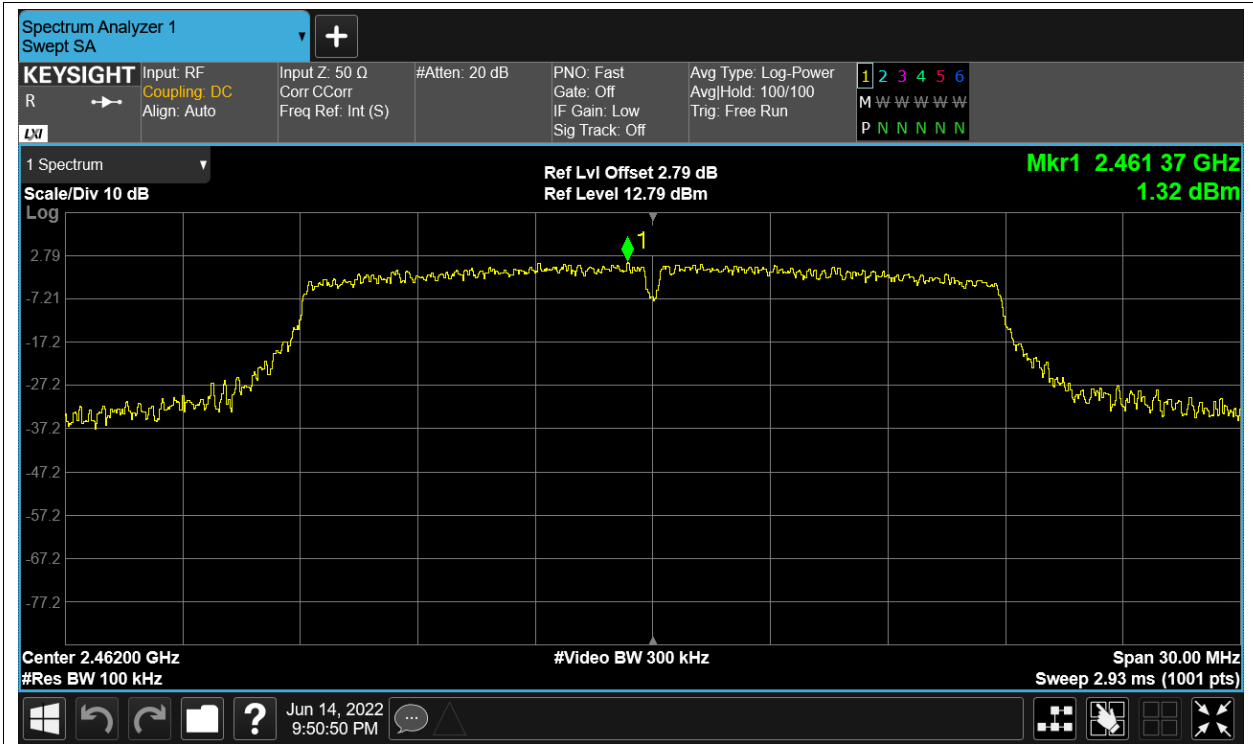 Spectrum Analyzer 1
Swept SA
KEYSIGHT
R
LXI
Input: RF
Coupling: DC
Align: Auto
Input Z: 50 Ω
Corr CCorr
Freq Ref: Int (S)
#Atten: 20 dB
PNO: Fast
Gate: Off
IF Gain: Low
Sig Track: Off
Avg Type: Log-Power
Avg|Hold: 100/100
Trig: Free Run
1 2 3 4 5 6
M W W W W W
P N N N N N
1 Spectrum
Scale/Div 10 dB
Log
Ref Lvl Offset 2.79 dB
Ref Level 12.79 dBm
Mkr1 2.461 37 GHz
1.32 dBm
1
2.79
-7.21
-17.2
-27.2
-37.2
-47.2
-57.2
-67.2
-77.2
Center 2.46200 GHz
#Res BW 100 kHz
#Video BW 300 kHz
Span 30.00 MHz
Sweep 2.93 ms (1001 pts)
?
Jun 14, 2022
9:50:50 PM